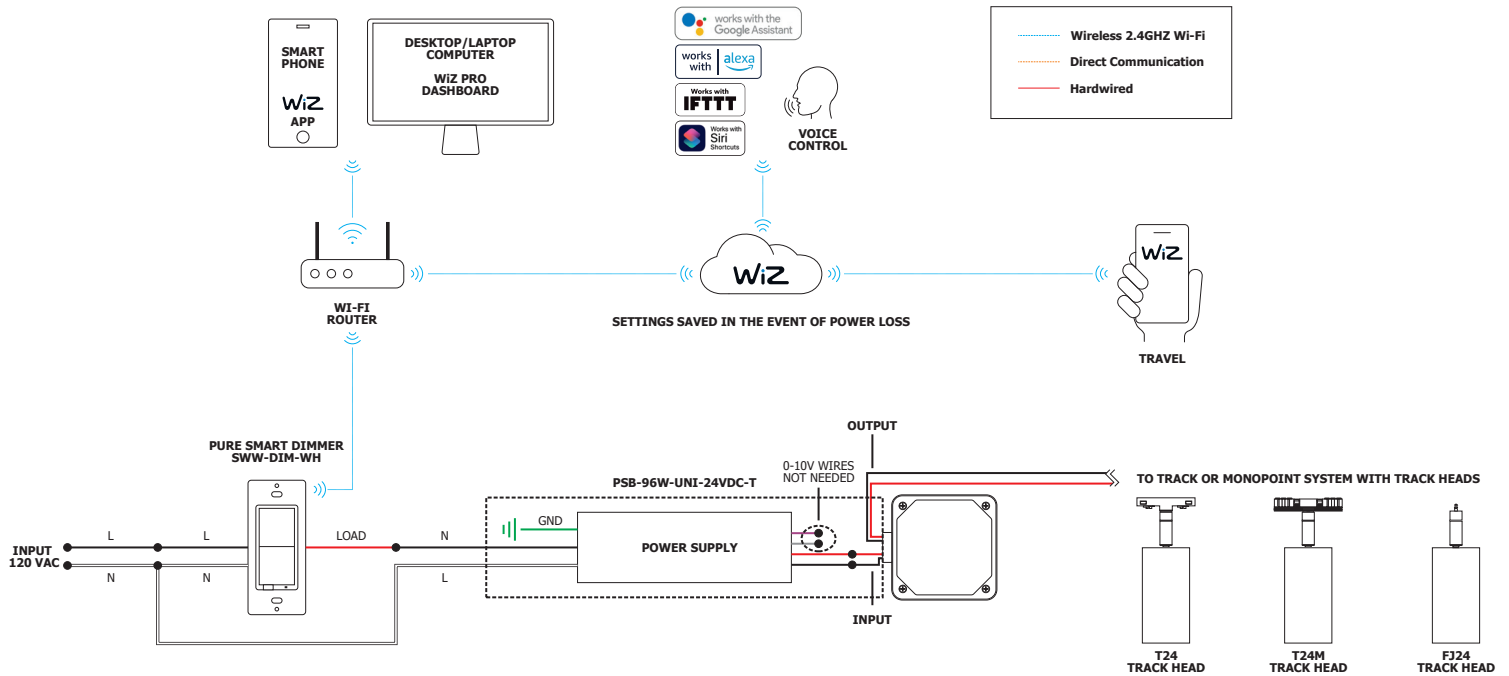 SMART
PHONE
WiZ
APP
DESKTOP/LAPTOP
COMPUTER
WiZ PRO
DASHBOARD
works with the
Google Assistant
works
with
alexa
Works with
IFTTT
Works with
Siri
Shortcuts
VOICE
CONTROL
Wireless 2.4GHZ Wi-Fi
Direct Communication
Hardwired
WI-FI
ROUTER
WiZ
SETTINGS SAVED IN THE EVENT OF POWER LOSS
WiZ
TRAVEL
PURE SMART DIMMER
SWW-DIM-WH
INPUT
120 VAC
L
L
N
N
LOAD
N
L
PSB-96W-UNI-24VDC-T
GND
POWER SUPPLY
0-10V WIRES
NOT NEEDED
OUTPUT
INPUT
TO TRACK OR MONOPOINT SYSTEM WITH TRACK HEADS
T24
TRACK HEAD
T24M
TRACK HEAD
FJ24
TRACK HEAD